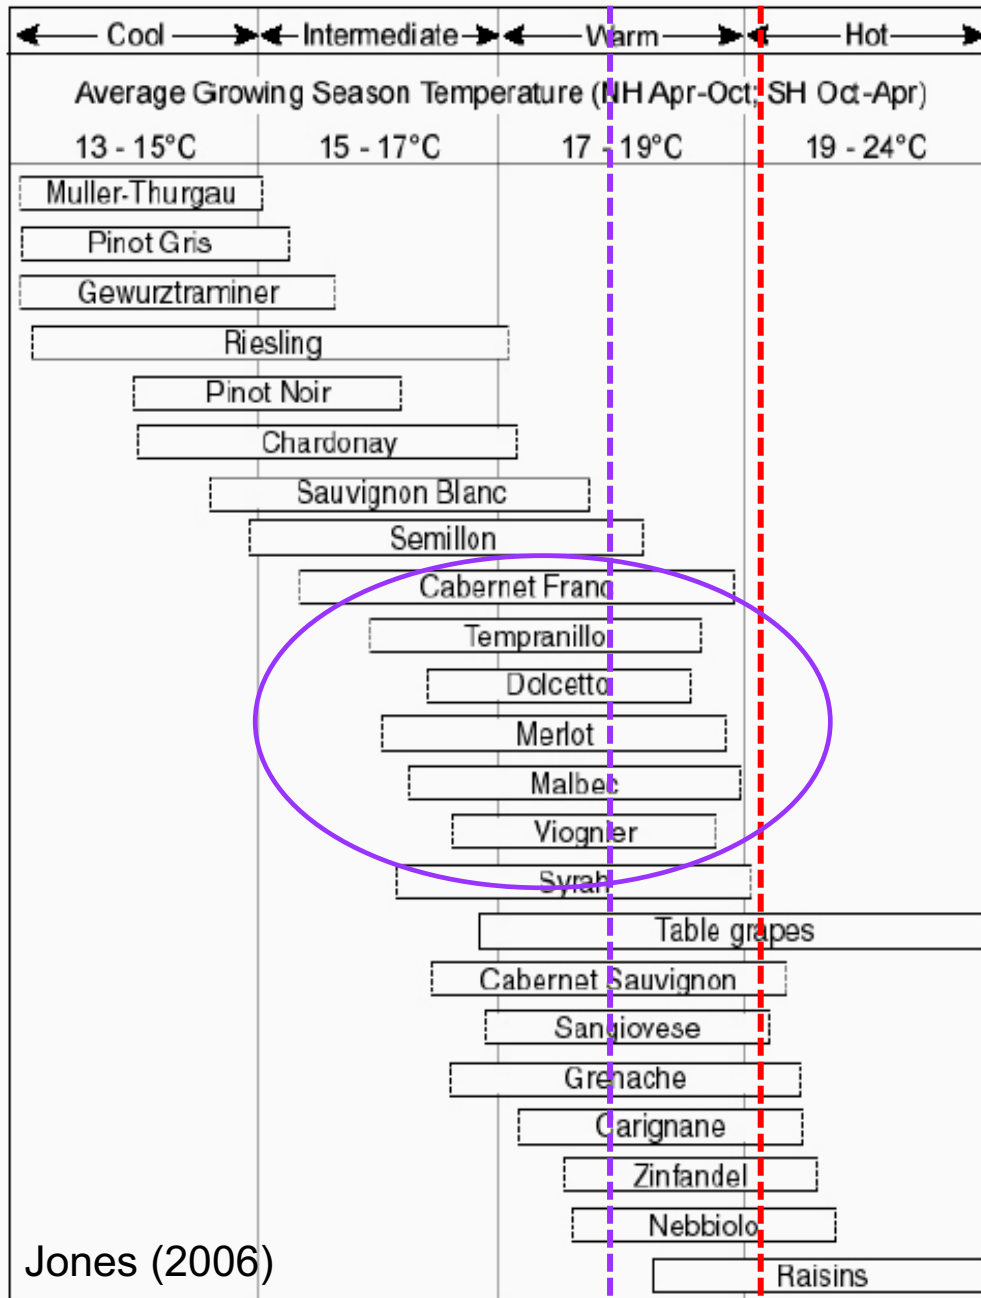 Cool Intermediate Warm Hot
Average Growing Season Temperature (NH Apr-Oct; SH Oct-Apr)
13 - 15°C 15 - 17°C 17 - 19°C 19 - 24°C
Muller-Thurgau
Pinot Gris
Gewurztraminer
Riesling
Pinot Noir
Chardonay
Sauvignon Blanc
Semillon
Cabernet Franc
Tempranillo
Dolcetto
Merlot
Malbec
Viognier
Syrah
Table grapes
Cabernet Sauvignon
Sangiovese
Grenache
Carignane
Zinfandel
Nebbiolo
Raisins
Jones (2006)